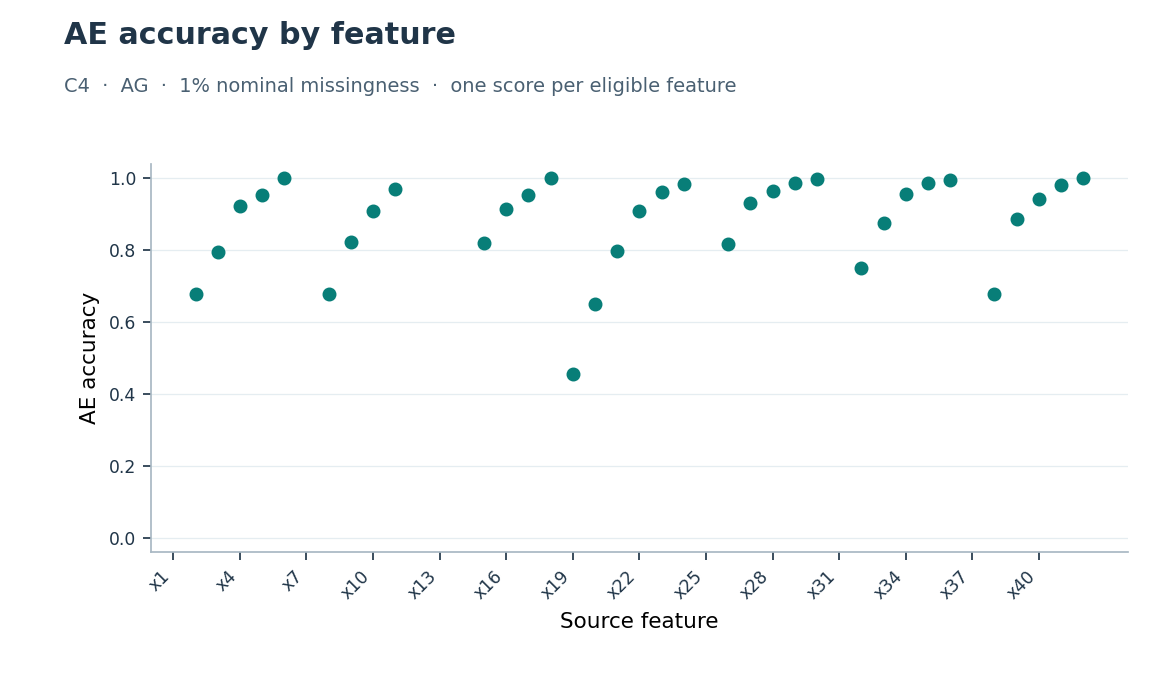 AE accuracy by feature
C4 · AG · 1% nominal missingness · one score per eligible feature
AE accuracy
1.0
0.8
0.6
0.4
0.2
0.0
x1 x4 x7 x10 x13 x16 x19 x22 x25 x28 x31 x34 x37 x40
Source feature